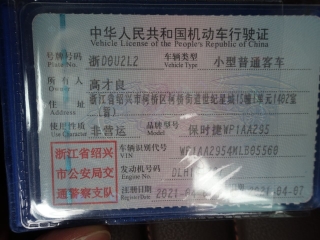 中华人民共和国机动车行驶证
Vehicle License of the People's Republic of China
号牌号码 浙D0U2L2 车辆类型 小型普通客车
Plate No. Vehicle Type
所有人 高才良
Owner
住址 浙江省绍兴市柯桥区柯桥街道世纪星城15幢1单元1402室
Address
使用性质 非营运 品牌型号 保时捷WP1AA295
Use Character Model
浙江省绍兴 车辆识别代号
市公安局交 VIN
通警察支队 发动机号码
Engine No.
注册日期
Register Date